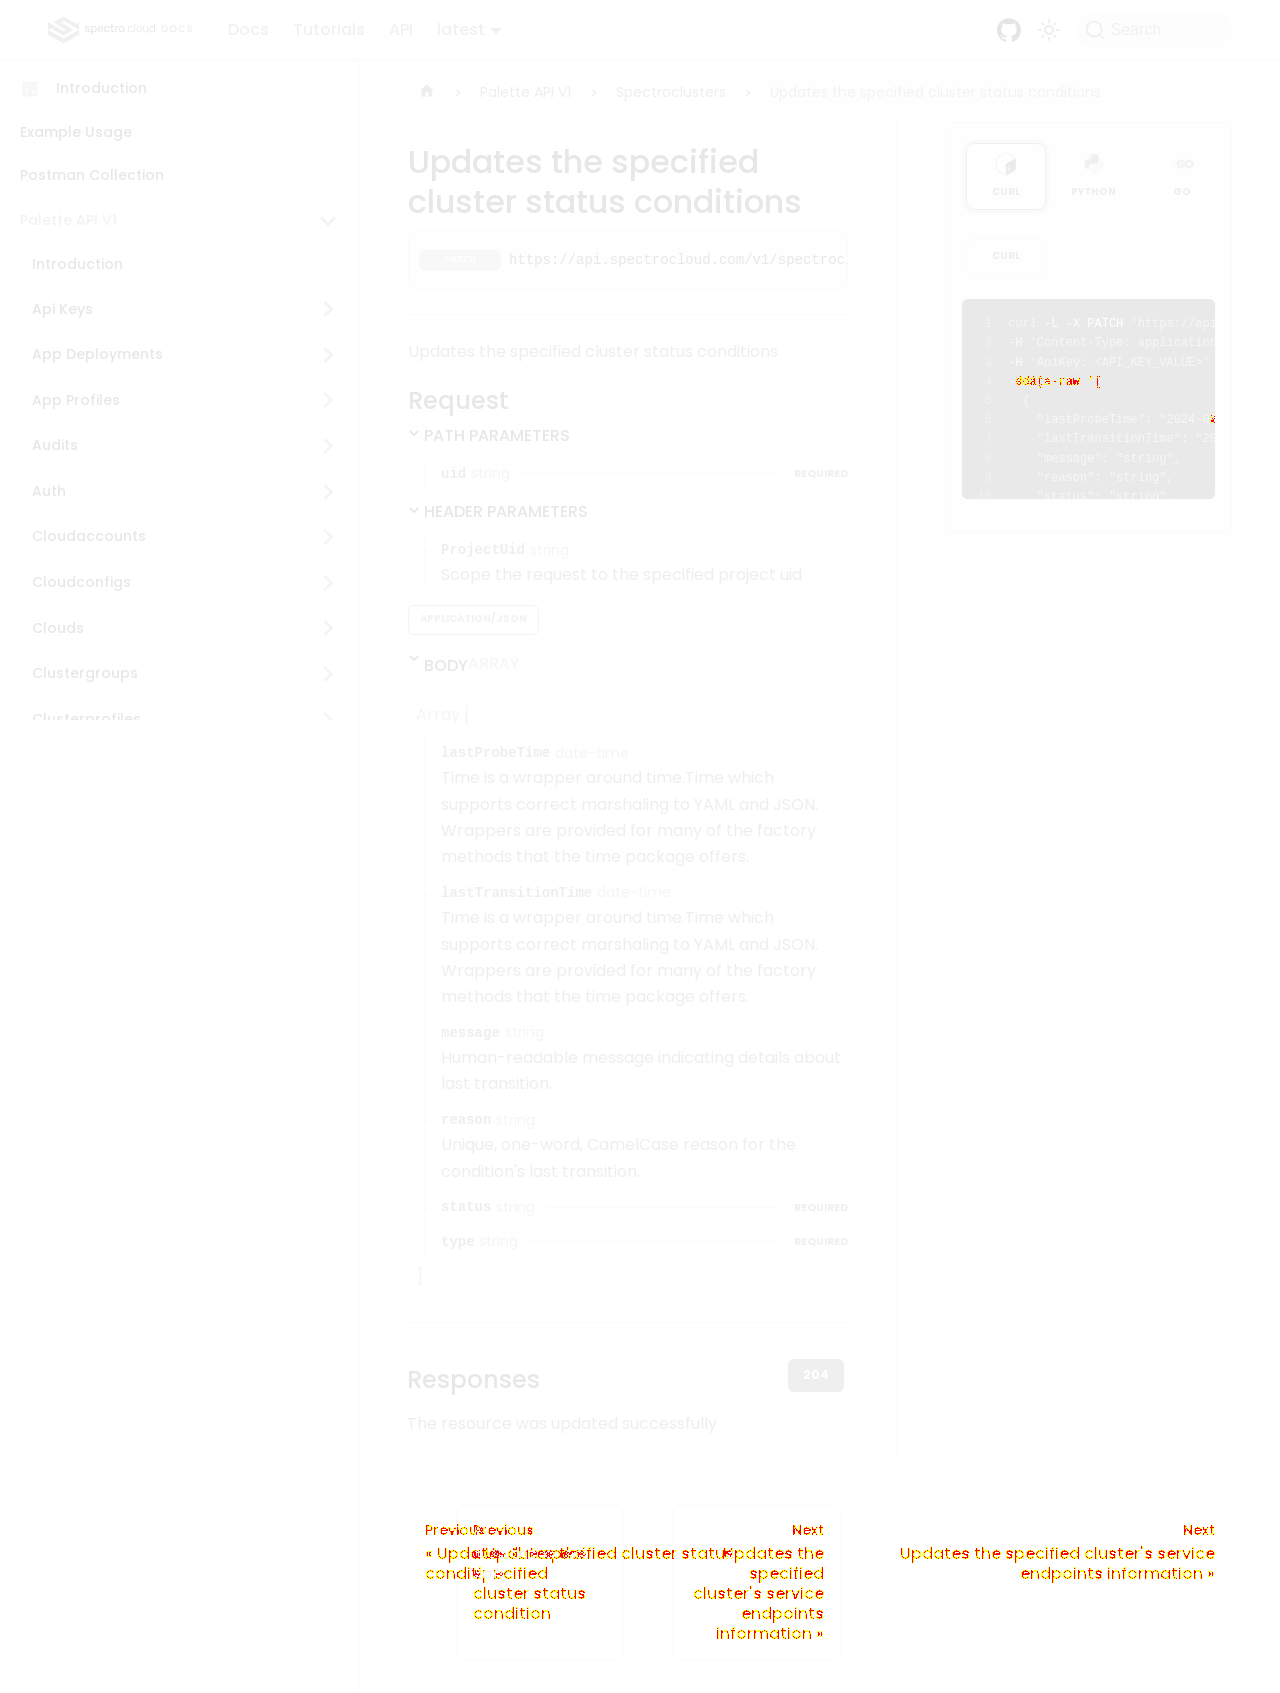 spectro cloud DOCS Docs Tutorials API latest Search
Introduction
Example Usage
Postman Collection
Palette API V1
Introduction
Api Keys
App Deployments
App Profiles
Audits
Auth
Cloudaccounts
Cloudconfigs
Clouds
Clustergroups
Clusterprofiles
Palette API V1 Spectroclusters Updates the specified cluster status conditions
Updates the specified
cluster status conditions
PATCH https://api.spectrocloud.com/v1/spectrocl
Updates the specified cluster status conditions
Request
PATH PARAMETERS
uid string REQUIRED
HEADER PARAMETERS
ProjectUid string
Scope the request to the specified project uid
APPLICATION/JSON
BODY ARRAY
Array [
lastProbeTime date-time
Time is a wrapper around time.Time which
supports correct marshaling to YAML and JSON.
Wrappers are provided for many of the factory
methods that the time package offers.
lastTransitionTime date-time
Time is a wrapper around time.Time which
supports correct marshaling to YAML and JSON.
Wrappers are provided for many of the factory
methods that the time package offers.
message string
Human-readable message indicating details about
last transition.
reason string
Unique, one-word, CamelCase reason for the
condition's last transition.
status string REQUIRED
type string REQUIRED
]
Responses 204
The resource was updated successfully
CURL PYTHON GO
CURL
1 curl -L -X PATCH 'https://api
2 -H 'Content-Type: application
3 -H 'ApiKey: <API_KEY_VALUE>'
4 data-raw '[
5 {
6 "lastProbeTime": "2024-
7 "lastTransitionTime": "20
8 "message": "string",
9 "reason": "string",
10 "status": "string"
Previous
Previous
specified cluster status
specified
cluster status
condition
Next
Updates the
specified
cluster's service
endpoints
information »
Next
Updates the specified cluster's service
endpoints information »